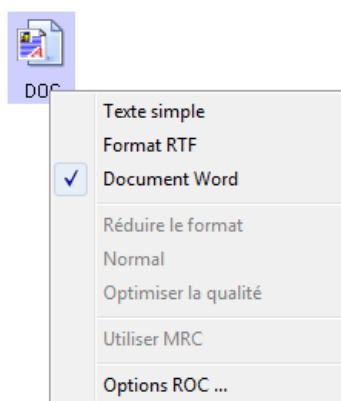 DOC
Texte simple
Format RTF
Document Word
Réduire le format
Normal
Optimiser la qualité
Utiliser MRC
Options ROC ...